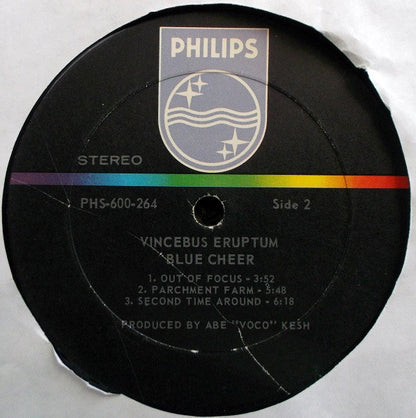 PHILIPS
STEREO
PHS-600-264 Side 2
VINCEBUS ERUPTUM
BLUE CHEER
1. OUT OF FOCUS - 3:52
2. PARCHMENT FARM - 5:48
3. SECOND TIME AROUND - 6:18
PRODUCED BY ABE "VOCO" KESH